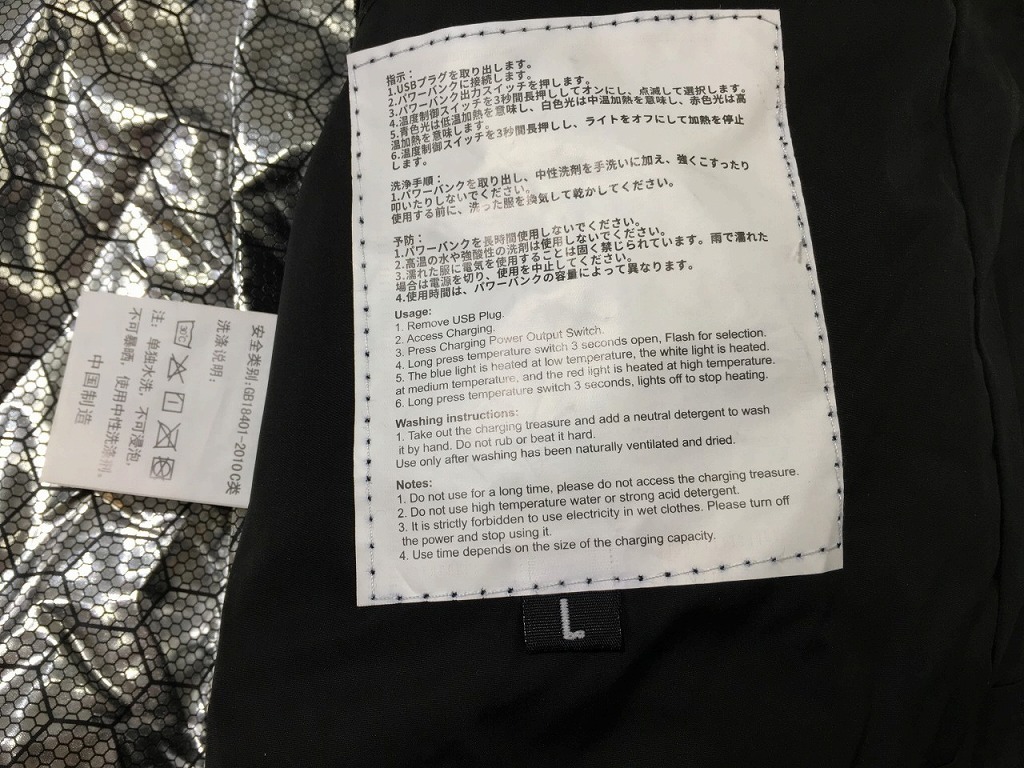 指示：
1.USBプラグを取り出します。
2.パワーバンクに接続します。
3.パワーバンク出力スイッチを押します。
4.温度制御スイッチを3秒間長押ししてオンにし、点滅して選択します。
5.青色光は低温加熱を意味し、白色光は中温加熱を意味し、赤色光は高
温加熱を意味します。
6.温度制御スイッチを3秒間長押しし、ライトをオフにして加熱を停止
します。
洗浄手順：
1.パワーバンクを取り出し、中性洗剤を手洗いに加え、強くこすったり
叩いたりしないでください。
使用する前に、洗った服を換気して乾かしてください。
予防：
1.パワーバンクを長時間使用しないでください。
2.高温の水や強酸性の洗剤は使用しないでください。
3.濡れた服に電気を使用することは固く禁じられています。雨で濡れた
場合は電源を切り、使用を中止してください。
4.使用時間は、パワーバンクの容量によって異なります。
Usage:
1. Remove USB Plug.
2. Access Charging.
3. Press Charging Power Output Switch.
4. Long press temperature switch 3 seconds open, Flash for selection.
5. The blue light is heated at low temperature, the white light is heated.
at medium temperature, and the red light is heated at high temperature.
6. Long press temperature switch 3 seconds, lights off to stop heating.
Washing instructions:
1. Take out the charging treasure and add a neutral detergent to wash
it by hand. Do not rub or beat it hard.
Use only after washing has been naturally ventilated and dried.
Notes:
1. Do not use for a long time, please do not access the charging treasure.
2. Do not use high temperature water or strong acid detergent.
3. It is strictly forbidden to use electricity in wet clothes. Please turn off
the power and stop using it.
4. Use time depends on the size of the charging capacity.
L
安全类别:GB18401-2010 C类
洗涤说明:
30
注: 单独水洗, 不可浸泡,
不可暴晒, 使用中性洗涤剂。
中国制造